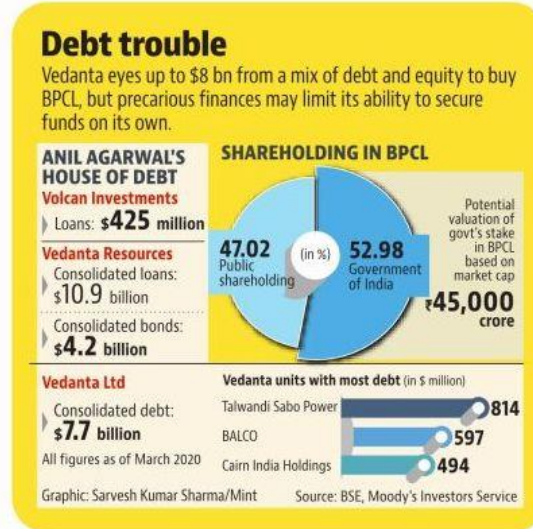 Debt trouble
Vedanta eyes up to $8 bn from a mix of debt and equity to buy
BPCL, but precarious finances may limit its ability to secure
funds on its own.
ANIL AGARWAL'S
HOUSE OF DEBT
Volcan Investments
Loans: $425 million
Vedanta Resources
Consolidated loans:
$10.9 billion
Consolidated bonds:
$4.2 billion
Vedanta Ltd
Consolidated debt:
$7.7 billion
All figures as of March 2020
SHAREHOLDING IN BPCL
47.02
Public
shareholding
(in %)
52.98
Government
of India
Potential
valuation of
govt's stake
in BPCL
based on
market cap
₹45,000
crore
Vedanta units with most debt (in $ million)
Talwandi Sabo Power 814
BALCO 597
Cairn India Holdings 494
Graphic: Sarvesh Kumar Sharma/Mint
Source: BSE, Moody's Investors Service